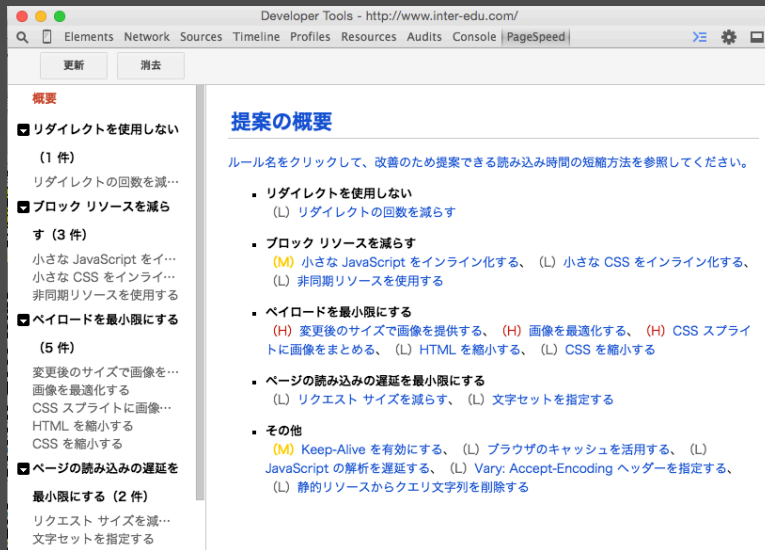 Developer Tools - http://www.inter-edu.com/
Elements Network Sources Timeline Profiles Resources Audits Console PageSpeed
更新 消去
概要
リダイレクトを使用しない
(1 件)
リダイレクトの回数を減…
ブロック リソースを減ら
す (3 件)
小さな JavaScript をイ…
小さな CSS をインライ…
非同期リソースを使用する
ペイロードを最小限にする
(5 件)
変更後のサイズで画像を…
画像を最適化する
CSS スプライトに画像…
HTML を縮小する
CSS を縮小する
ページの読み込みの遅延を
最小限にする (2 件)
リクエスト サイズを減…
文字セットを指定する
提案の概要
ルール名をクリックして、改善のため提案できる読み込み時間の短縮方法を参照してください。
リダイレクトを使用しない
(L) リダイレクトの回数を減らす
ブロック リソースを減らす
(M) 小さな JavaScript をインライン化する、 (L) 小さな CSS をインライン化する、
(L) 非同期リソースを使用する
ペイロードを最小限にする
(H) 変更後のサイズで画像を提供する、 (H) 画像を最適化する、 (H) CSS スプライ
トに画像をまとめる、 (L) HTML を縮小する、 (L) CSS を縮小する
ページの読み込みの遅延を最小限にする
(L) リクエスト サイズを減らす、 (L) 文字セットを指定する
その他
(M) Keep-Alive を有効にする、 (L) ブラウザのキャッシュを活用する、 (L)
JavaScript の解析を遅延する、 (L) Vary: Accept-Encoding ヘッダーを指定する、
(L) 静的リソースからクエリ文字列を削除する